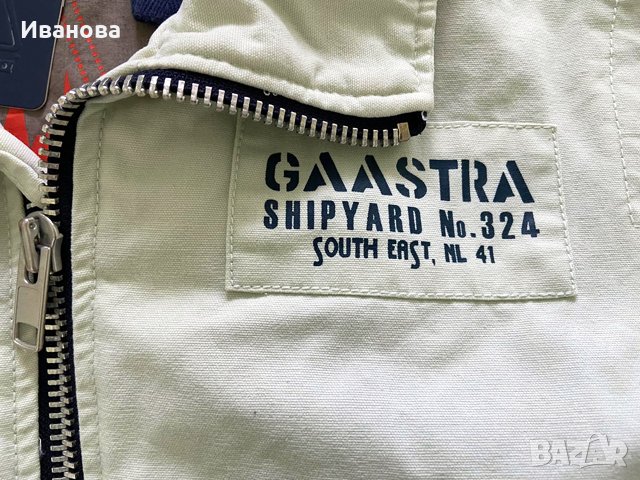 Иванова
GAASTRA
SHIPYARD No.324
SOUTH EAST, NL 41
BAZAR